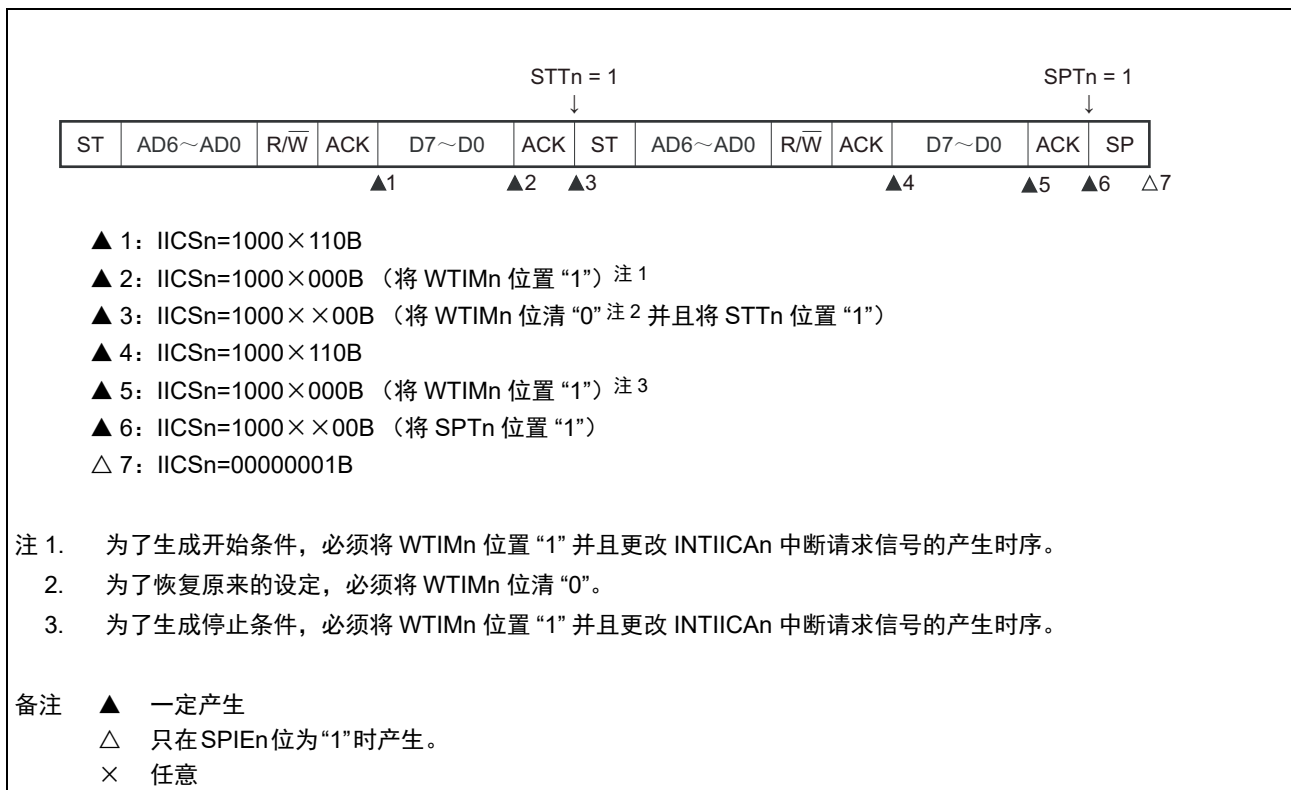 STTn = 1 SPTn = 1
↓ ↓
ST AD6～AD0 R/W̅ ACK D7～D0 ACK ST AD6～AD0 R/W̅ ACK D7～D0 ACK SP
▲1 ▲2 ▲3 ▲4 ▲5 ▲6 △7
▲ 1：IICSn=1000×110B
▲ 2：IICSn=1000×000B （将 WTIMn 位置 “1”）注 1
▲ 3：IICSn=1000××00B （将 WTIMn 位清 “0” 注 2 并且将 STTn 位置 “1”）
▲ 4：IICSn=1000×110B
▲ 5：IICSn=1000×000B （将 WTIMn 位置 “1”）注 3
▲ 6：IICSn=1000××00B （将 SPTn 位置 “1”）
△ 7：IICSn=00000001B
注 1. 为了生成开始条件，必须将 WTIMn 位置 “1” 并且更改 INTIICAn 中断请求信号的产生时序。
2. 为了恢复原来的设定，必须将 WTIMn 位清 “0”。
3. 为了生成停止条件，必须将 WTIMn 位置 “1” 并且更改 INTIICAn 中断请求信号的产生时序。
备注 ▲ 一定产生
△ 只在SPIEn位为“1”时产生。
× 任意